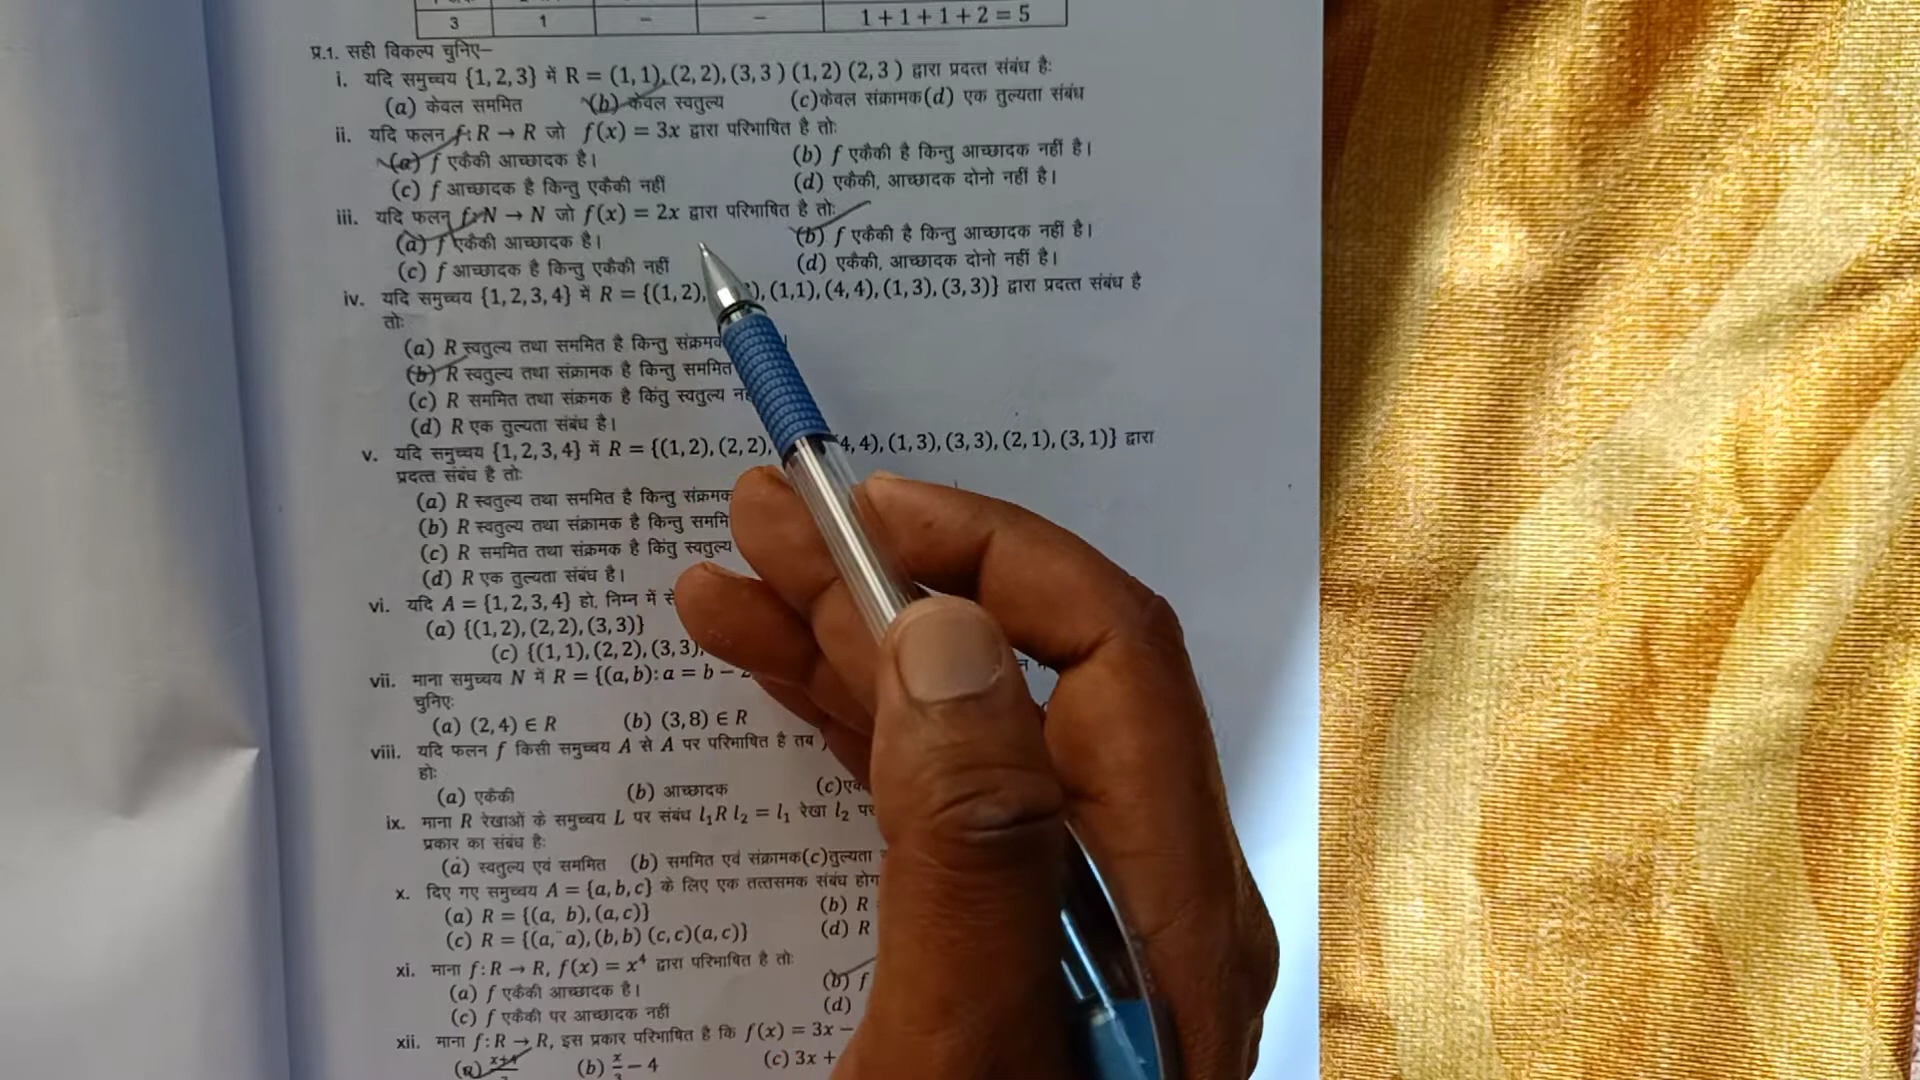 3 1 – – 1+1+1+2 = 5
प्र.1. सही विकल्प चुनिए–
i. यदि समुच्चय {1,2,3} में R = (1, 1), (2, 2), (3, 3 ) (1, 2) (2, 3 ) द्वारा प्रदत्त संबंध है:
(a) केवल सममित (b) केवल स्वतुल्य (c)केवल संक्रामक(d) एक तुल्यता संबंध
ii. यदि फलन f: R → R जो f(x) = 3x द्वारा परिभाषित है तो:
(a) f एकैकी आच्छादक है। (b) f एकैकी है किन्तु आच्छादक नहीं है।
(c) f आच्छादक है किन्तु एकैकी नहीं (d) एकैकी, आच्छादक दोनो नहीं है।
iii. यदि फलन f: N → N जो f(x) = 2x द्वारा परिभाषित है तो:
(a) f एकैकी आच्छादक है। (b) f एकैकी है किन्तु आच्छादक नहीं है।
(c) f आच्छादक है किन्तु एकैकी नहीं (d) एकैकी, आच्छादक दोनो नहीं है।
iv. यदि समुच्चय {1,2,3,4} में R = {(1, 2), ), (1,1), (4, 4), (1, 3), (3, 3)} द्वारा प्रदत्त संबंध है
तो:
(a) R स्वतुल्य तथा सममित है किन्तु
(b) R स्वतुल्य तथा संक्रामक है किन्तु सममित
(c) R सममित तथा संक्रमक है किंतु स्वतुल्य
(d) R एक तुल्यता संबंध है।
v. यदि समुच्चय {1,2,3,4} में R = {(1, 2), (2, 2), 4, 4), (1, 3), (3, 3), (2, 1), (3, 1)} द्वारा
प्रदत्त संबंध है तो:
(a) R स्वतुल्य तथा सममित है किन्तु संक्रमक
(b) R स्वतुल्य तथा संक्रामक है किन्तु
(c) R सममित तथा संक्रमक है किंतु स्वतुल्य
(d) R एक तुल्यता संबंध है।
vi. यदि A = {1, 2, 3, 4} हो, निम्न में से
(a) {(1, 2), (2, 2), (3, 3)}
(c) {(1, 1), (2, 2), (3, 3),
vii. माना समुच्चय N में R = {(a, b): a = b −
चुनिए:
(a) (2, 4) ∈ R (b) (3, 8) ∈ R
viii. यदि फलन f किसी समुच्चय A से A पर परिभाषित है तब
हो:
(a) एकैकी (b) आच्छादक (c)
ix. माना R रेखाओं के समुच्चय L पर संबंध l₁R l₂ = l₁ रेखा l₂ पर
प्रकार का संबंध है:
(a) स्वतुल्य एवं सममित (b) सममित एवं संक्रामक(c)तुल्यता
x. दिए गए समुच्चय A = {a, b, c} के लिए एक तत्तसमक संबंध
(a) R = {(a, b), (a, c)} (b) R
(c) R = {(a, a), (b, b) (c, c)(a, c)} (d) R
xi. माना f: R → R, f(x) = x⁴ द्वारा परिभाषित है तो:
(a) f एकैकी आच्छादक है। (b) f
(c) f एकैकी पर आच्छादक नहीं (d)
xii. माना f: R → R, इस प्रकार परिभाषित है कि f(x) = 3x −
(a) x+4 (b) x/3 − 4 (c) 3x +